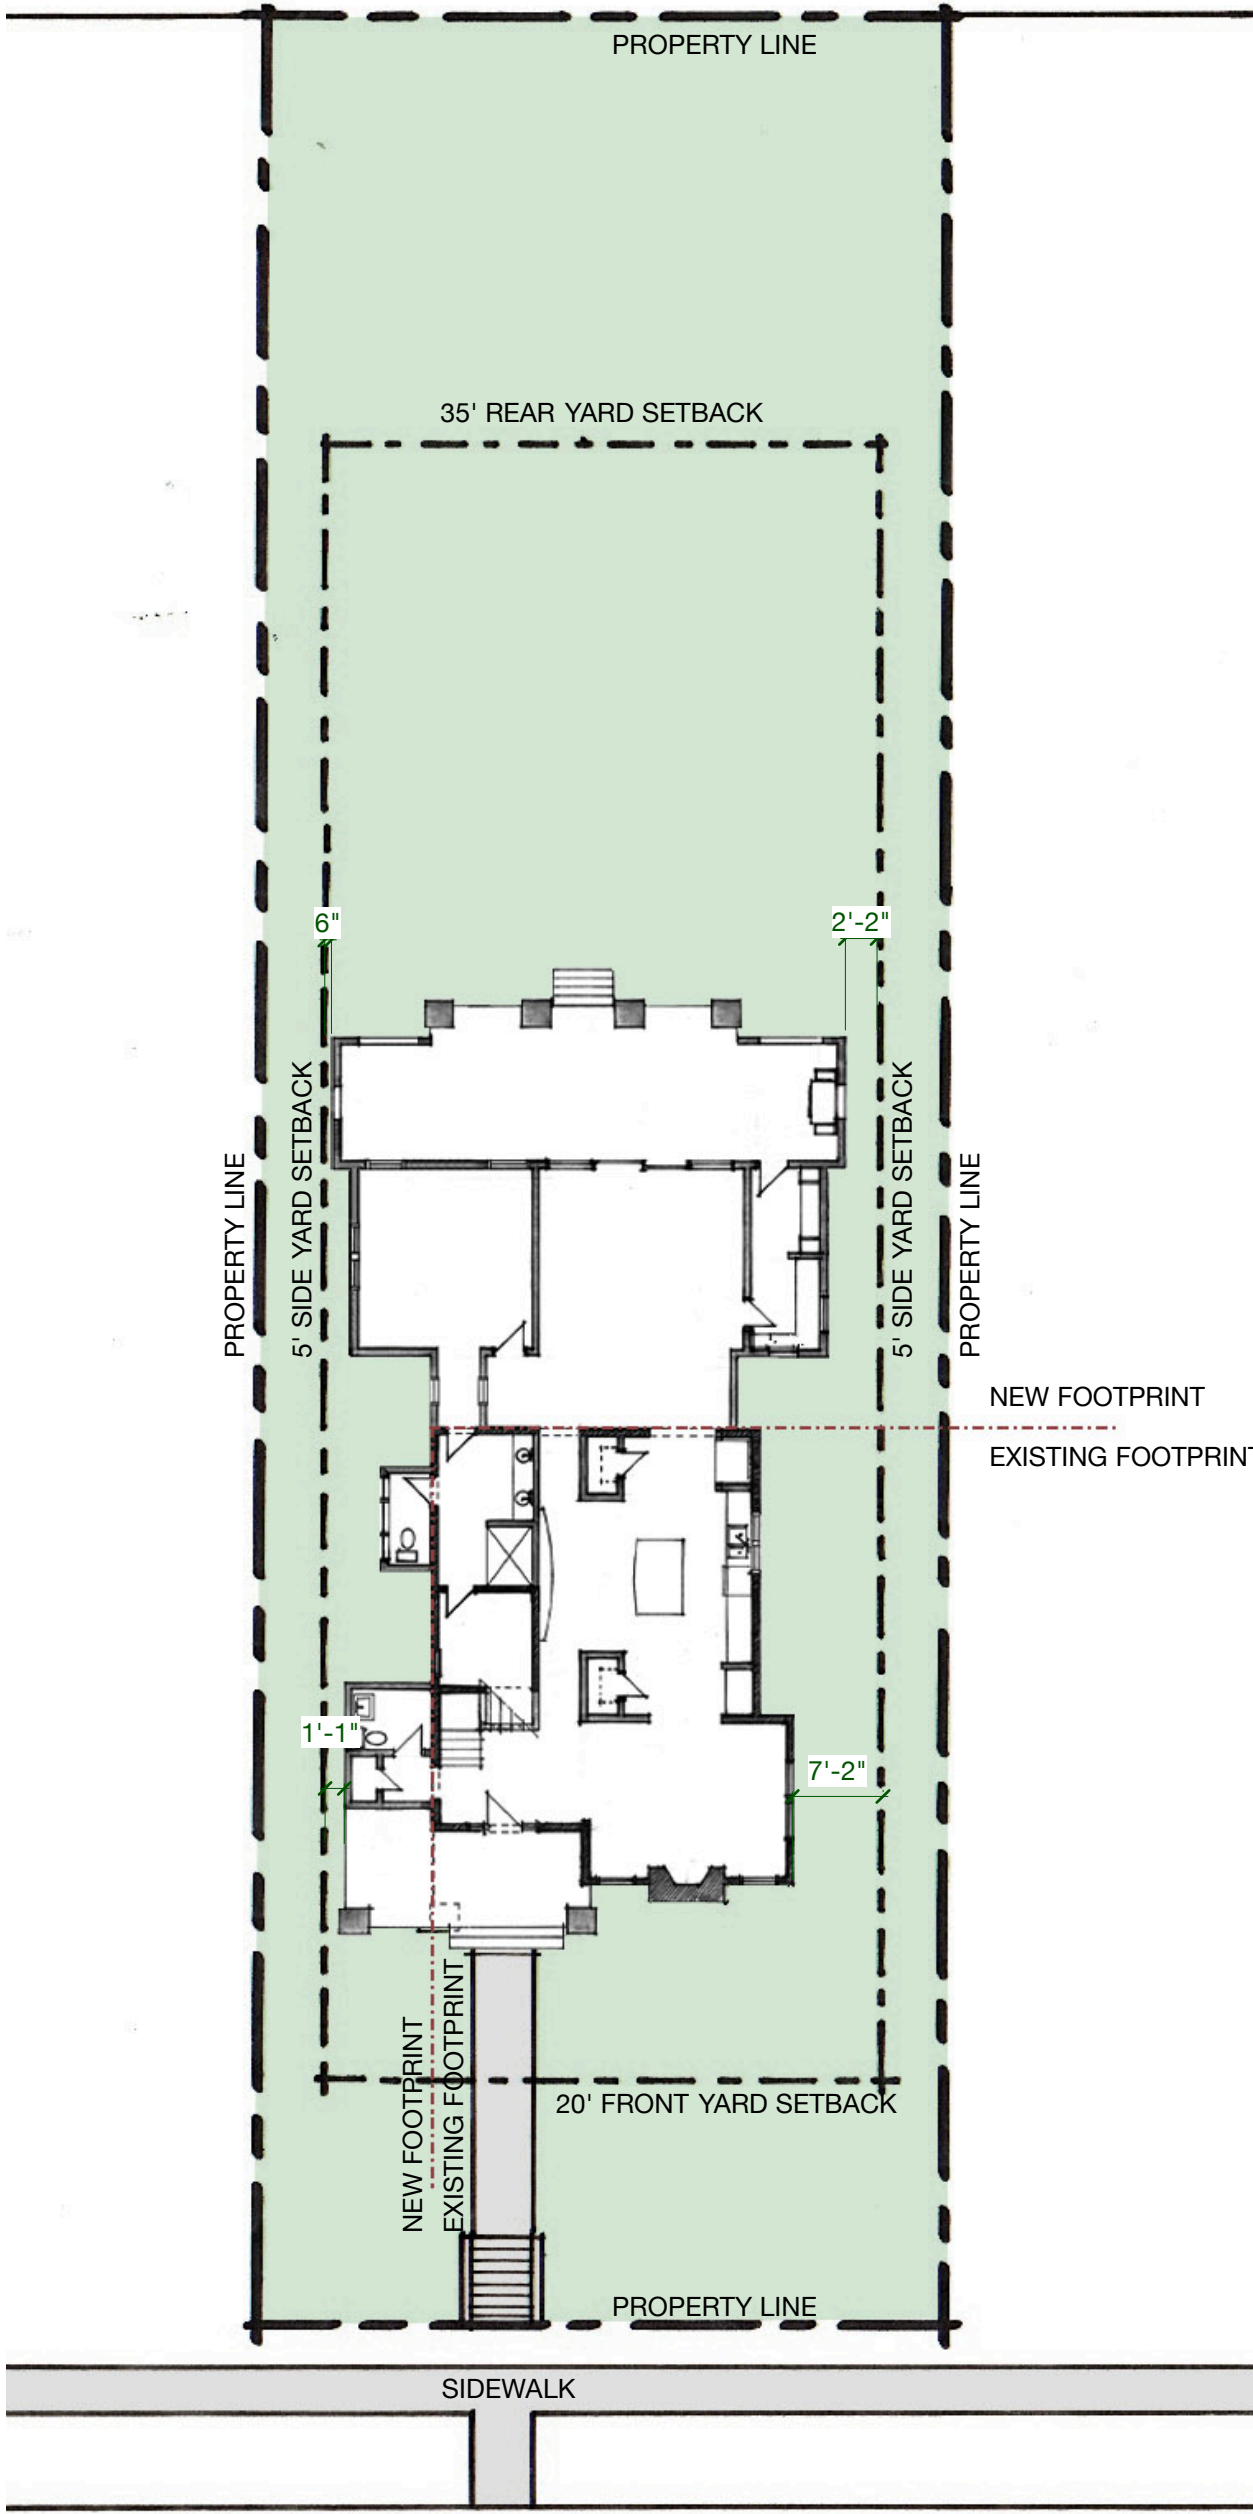 PROPERTY LINE
35' REAR YARD SETBACK
6"
2'-2"
PROPERTY LINE
5' SIDE YARD SETBACK
5' SIDE YARD SETBACK
PROPERTY LINE
NEW FOOTPRINT
EXISTING FOOTPRINT
1'-1"
7'-2"
NEW FOOTPRINT
EXISTING FOOTPRINT
20' FRONT YARD SETBACK
PROPERTY LINE
SIDEWALK